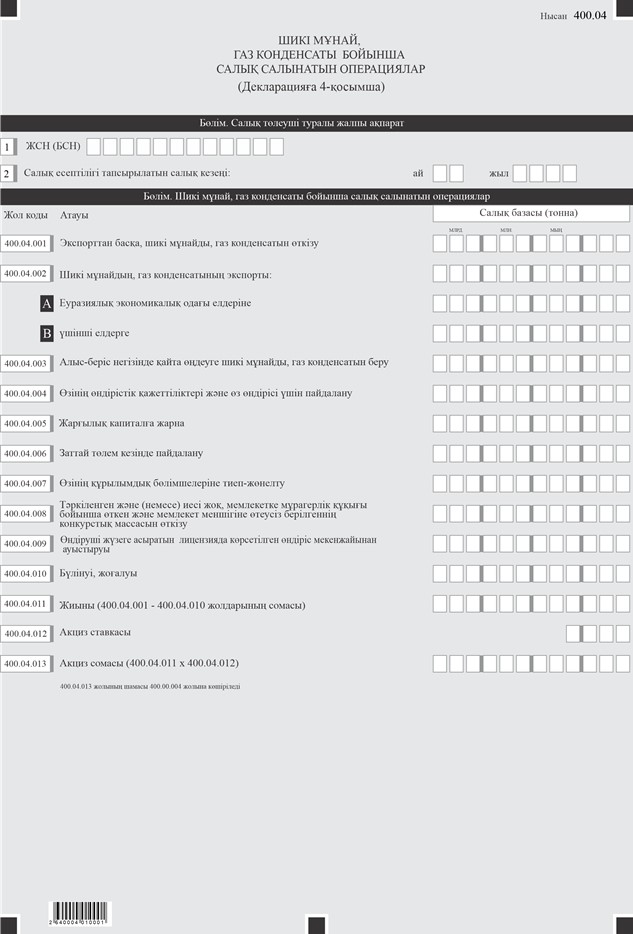 Нысан 400.04
ШИКІ МҰНАЙ,
ГАЗ КОНДЕНСАТЫ БОЙЫНША
САЛЫҚ САЛЫНАТЫН ОПЕРАЦИЯЛАР
(Декларацияға 4-қосымша)
Бөлім. Салық төлеуші туралы жалпы ақпарат
1 ЖСН (БСН)
2 Салық есептілігі тапсырылатын салық кезеңі: ай жыл
Бөлім. Шикі мұнай, газ конденсаты бойынша салық салынатын операциялар
Жол коды Атауы Салық базасы (тонна)
млрд млн мың
400.04.001 Экспорттан басқа, шикі мұнайды, газ конденсатын өткізу
400.04.002 Шикі мұнайдың, газ конденсатының экспорты:
A Еуразиялық экономикалық одағы елдеріне
B үшінші елдерге
400.04.003 Алыс-беріс негізінде қайта өңдеуге шикі мұнайды, газ конденсатын беру
400.04.004 Өзінің өндірістік қажеттіліктері және өз өндірісі үшін пайдалану
400.04.005 Жарғылық капиталға жарна
400.04.006 Заттай төлем кезінде пайдалану
400.04.007 Өзінің құрылымдық бөлімшелеріне тиеп-жөнелту
400.04.008 Тәркіленген және (немесе) иесі жоқ, мемлекетке мұрагерлік құқығы
бойынша өткен және мемлекет меншігіне өтеусіз берілгеннің
конкурстық массасын өткізу
400.04.009 Өндіруші жүзеге асыратын лицензияда көрсетілген өндіріс мекенжайынан
ауыстыруы
400.04.010 Бүлінуі, жоғалуы
400.04.011 Жиыны (400.04.001 - 400.04.010 жолдарының сомасы)
400.04.012 Акциз ставкасы
400.04.013 Акциз сомасы (400.04.011 х 400.04.012)
400.04.013 жолының шамасы 400.00.004 жолына көшіріледі
2 640004 010001